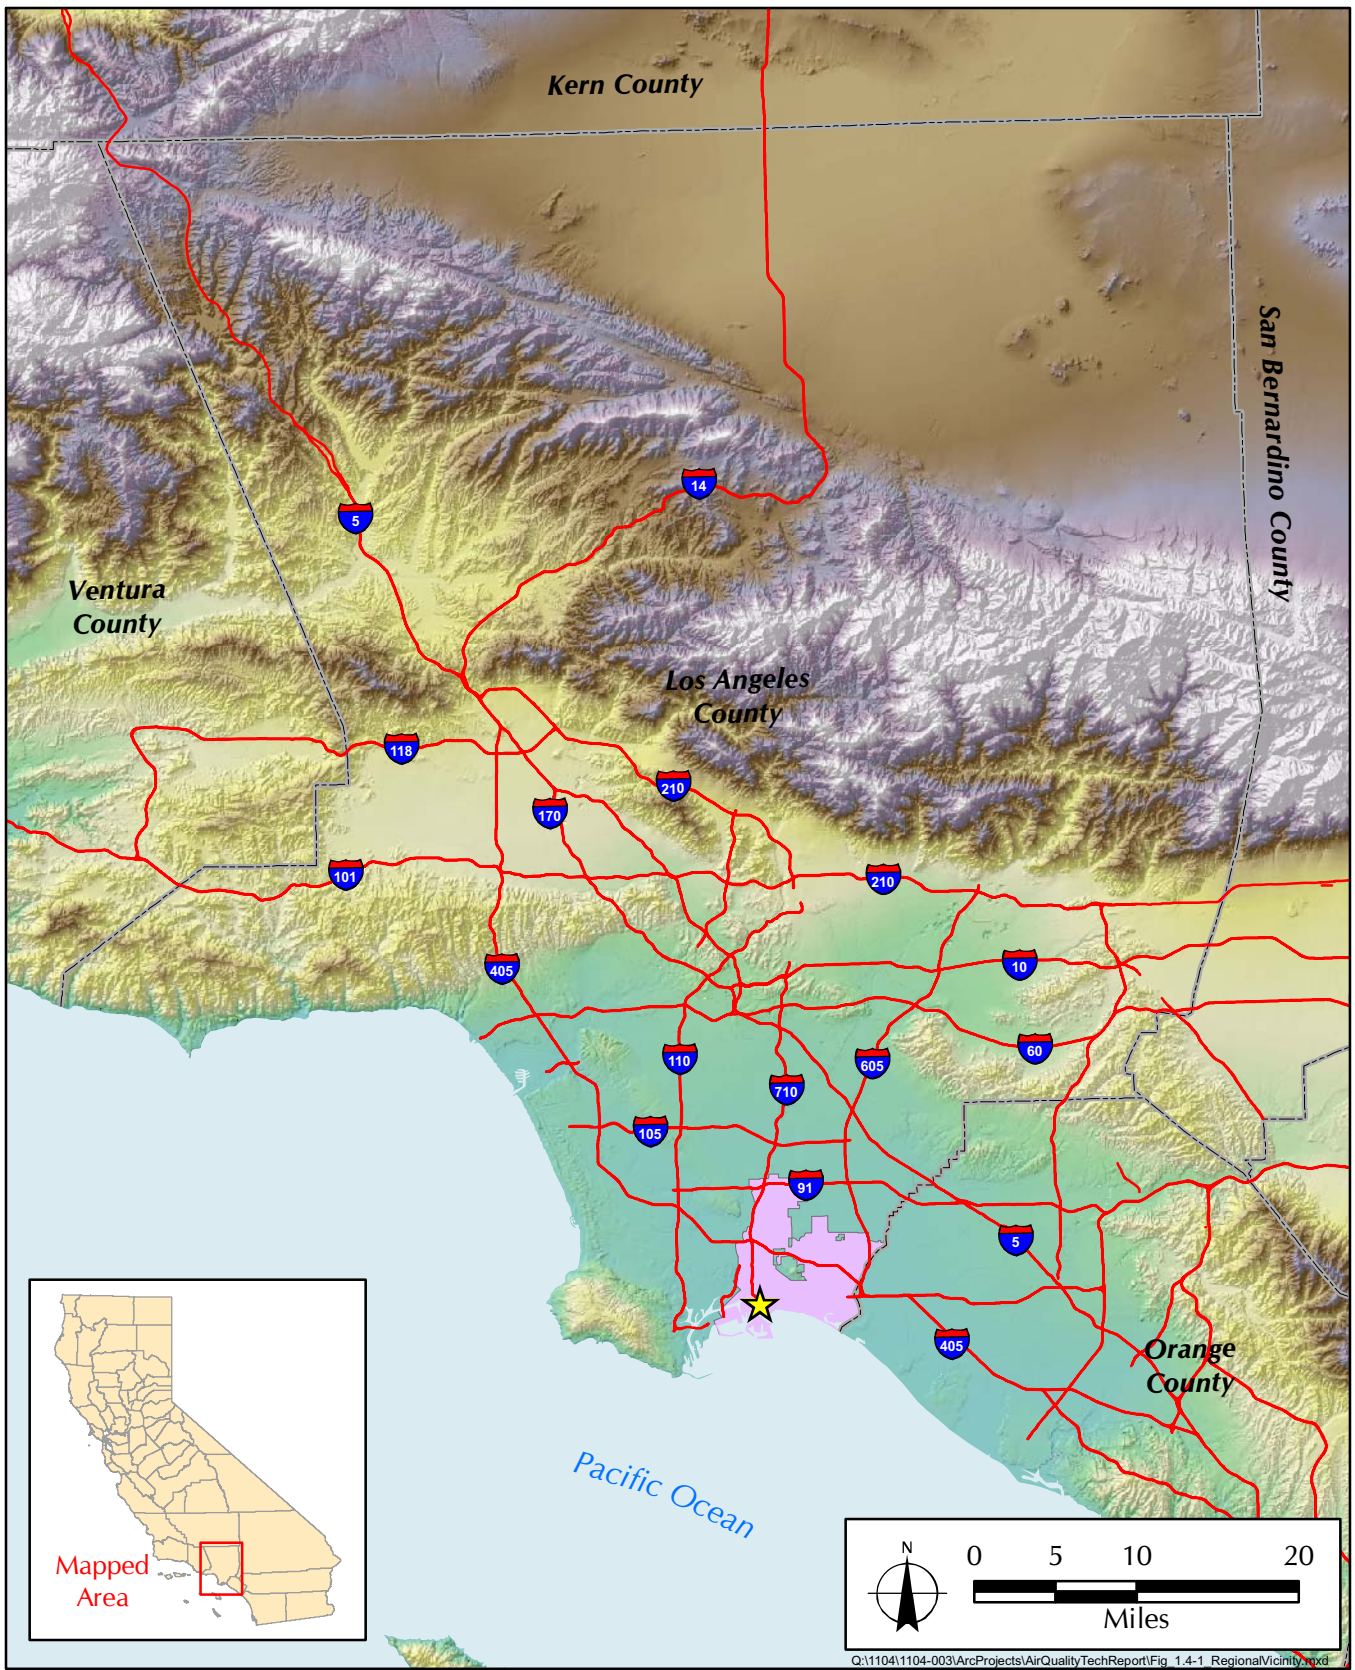 Kern County
San Bernardino County
14
5
Ventura
County
Los Angeles
County
118
210
170
101
210
405
10
110
60
605
710
105
91
5
405
Orange
County
Pacific Ocean
Mapped
Area
N
0 5 10 20
Miles
Q:\1104\1104-003\ArcProjects\AirQualityTechReport\Fig_1.4-1_RegionalVicinity.mxd